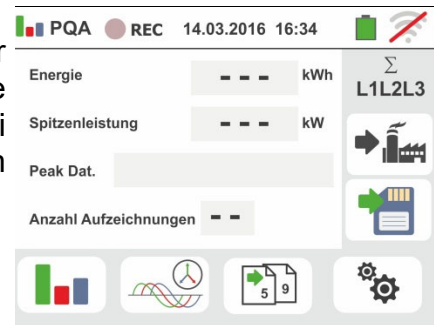 PQA REC 14.03.2016 16:34
Energie --- kWh
Σ
L1L2L3
Spitzenleistung --- kW
Peak Dat.
Anzahl Aufzeichnungen --
5 9